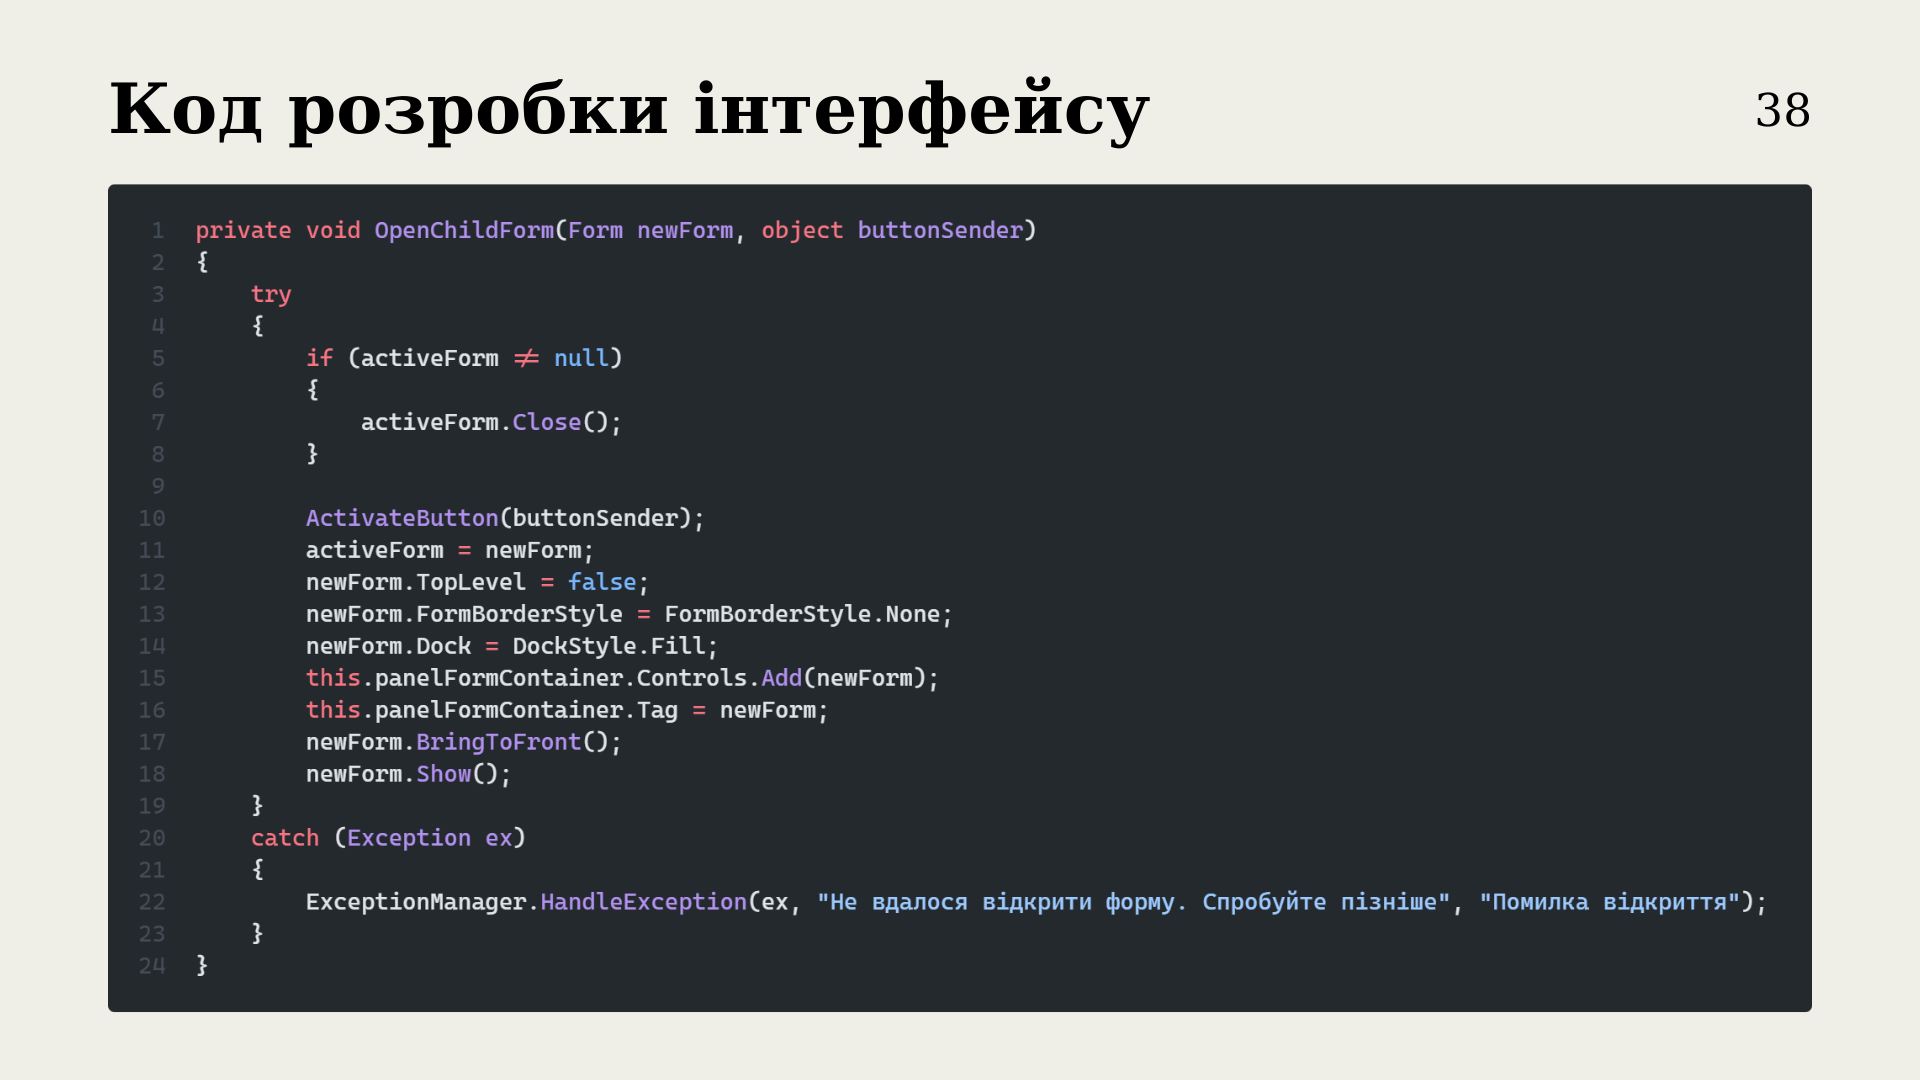 Код розробки інтерфейсу
38
1 private void OpenChildForm(Form newForm, object buttonSender)
2 {
3     try
4     {
5         if (activeForm != null)
6         {
7             activeForm.Close();
8         }
9
10         ActivateButton(buttonSender);
11         activeForm = newForm;
12         newForm.TopLevel = false;
13         newForm.FormBorderStyle = FormBorderStyle.None;
14         newForm.Dock = DockStyle.Fill;
15         this.panelFormContainer.Controls.Add(newForm);
16         this.panelFormContainer.Tag = newForm;
17         newForm.BringToFront();
18         newForm.Show();
19     }
20     catch (Exception ex)
21     {
22         ExceptionManager.HandleException(ex, "Не вдалося відкрити форму. Спробуйте пізніше", "Помилка відкриття");
23     }
24 }